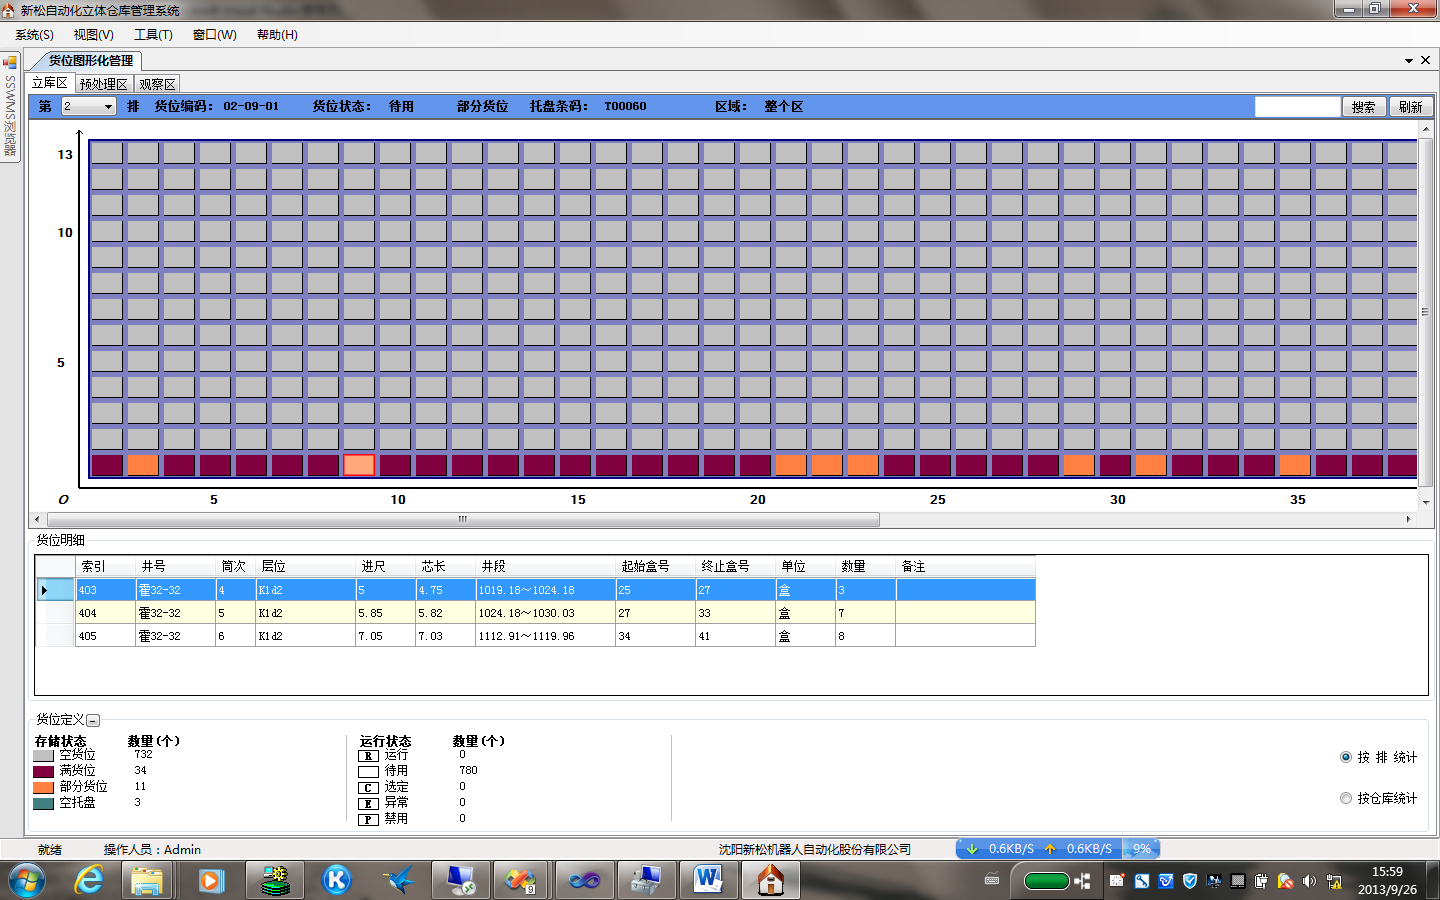 新松自动化立体仓库管理系统
系统(S) 视图(V) 工具(T) 窗口(W) 帮助(H)
SSWMS浏览器
货位图形化管理
立库区 预处理区 观察区
第 2 排 货位编码： 02-09-01 货位状态： 待用 部分货位 托盘条码： T00060 区域： 整个区 搜索 刷新
13
10
5
O 5 10 15 20 25 30 35
货位明细
索引 井号 筒次 层位 进尺 芯长 井段 起始盒号 终止盒号 单位 数量 备注
403 霍32-32 4 K1d2 5 4.75 1019.18～1024.18 25 27 盒 3
404 霍32-32 5 K1d2 5.85 5.82 1024.18～1030.03 27 33 盒 7
405 霍32-32 6 K1d2 7.05 7.03 1112.91～1119.96 34 41 盒 8
货位定义
存储状态 数量(个) 运行状态 数量(个)
空货位 732 R 运行 0
满货位 34 待用 780 按 排 统计
部分货位 11 C 选定 0
空托盘 3 E 异常 0 按仓库统计
P 禁用 0
就绪 操作人员：Admin 沈阳新松机器人自动化股份有限公司 0.6KB/S 0.6KB/S 9%
15:59
2013/9/26